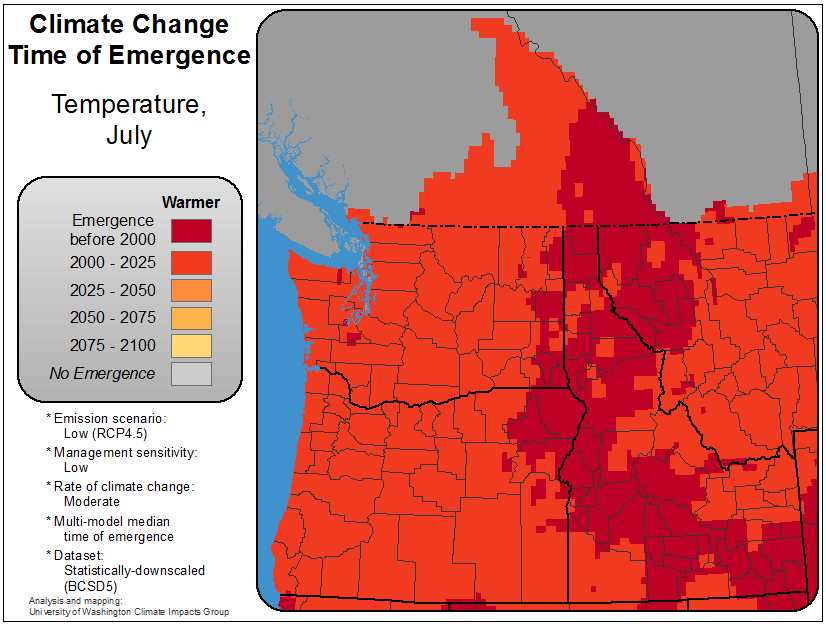 Climate Change
Time of Emergence
Temperature,
July
Warmer
Emergence
before 2000
2000 - 2025
2025 - 2050
2050 - 2075
2075 - 2100
No Emergence
* Emission scenario:
Low (RCP4.5)
* Management sensitivity:
Low
* Rate of climate change:
Moderate
* Multi-model median
time of emergence
* Dataset:
Statistically-downscaled
(BCSD5)
Analysis and mapping:
University of Washington Climate Impacts Group